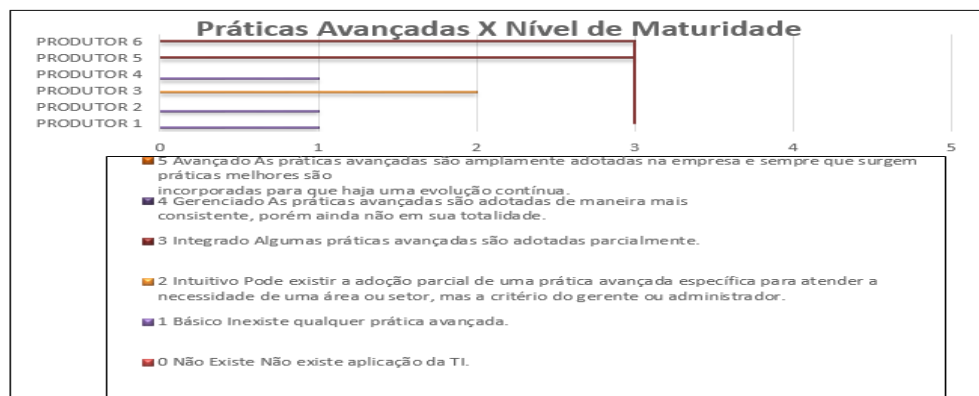 Práticas Avançadas X Nível de Maturidade
PRODUTOR 6
PRODUTOR 5
PRODUTOR 4
PRODUTOR 3
PRODUTOR 2
PRODUTOR 1
0 1 2 3 4 5
5 Avançado As práticas avançadas são amplamente adotadas na empresa e sempre que surgem
práticas melhores são
incorporadas para que haja uma evolução contínua.
4 Gerenciado As práticas avançadas são adotadas de maneira mais
consistente, porém ainda não em sua totalidade.
3 Integrado Algumas práticas avançadas são adotadas parcialmente.
2 Intuitivo Pode existir a adoção parcial de uma prática avançada específica para atender a
necessidade de uma área ou setor, mas a critério do gerente ou administrador.
1 Básico Inexiste qualquer prática avançada.
0 Não Existe Não existe aplicação da TI.